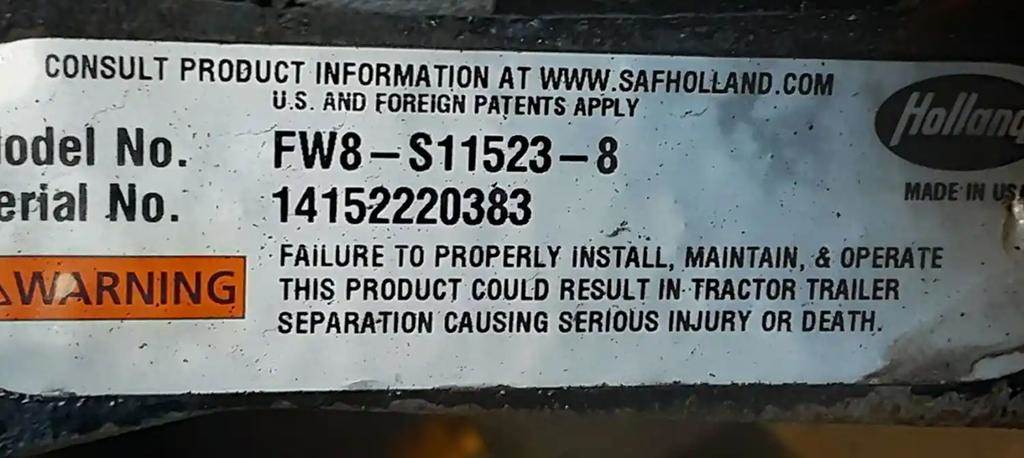 CONSULT PRODUCT INFORMATION AT WWW.SAFHOLLAND.COM
U.S. AND FOREIGN PATENTS APPLY
Holland
MADE IN USA
odel No. FW8-S11523-8
erial No. 14152220383
WARNING
FAILURE TO PROPERLY INSTALL, MAINTAIN, & OPERATE
THIS PRODUCT COULD RESULT IN TRACTOR TRAILER
SEPARATION CAUSING SERIOUS INJURY OR DEATH.